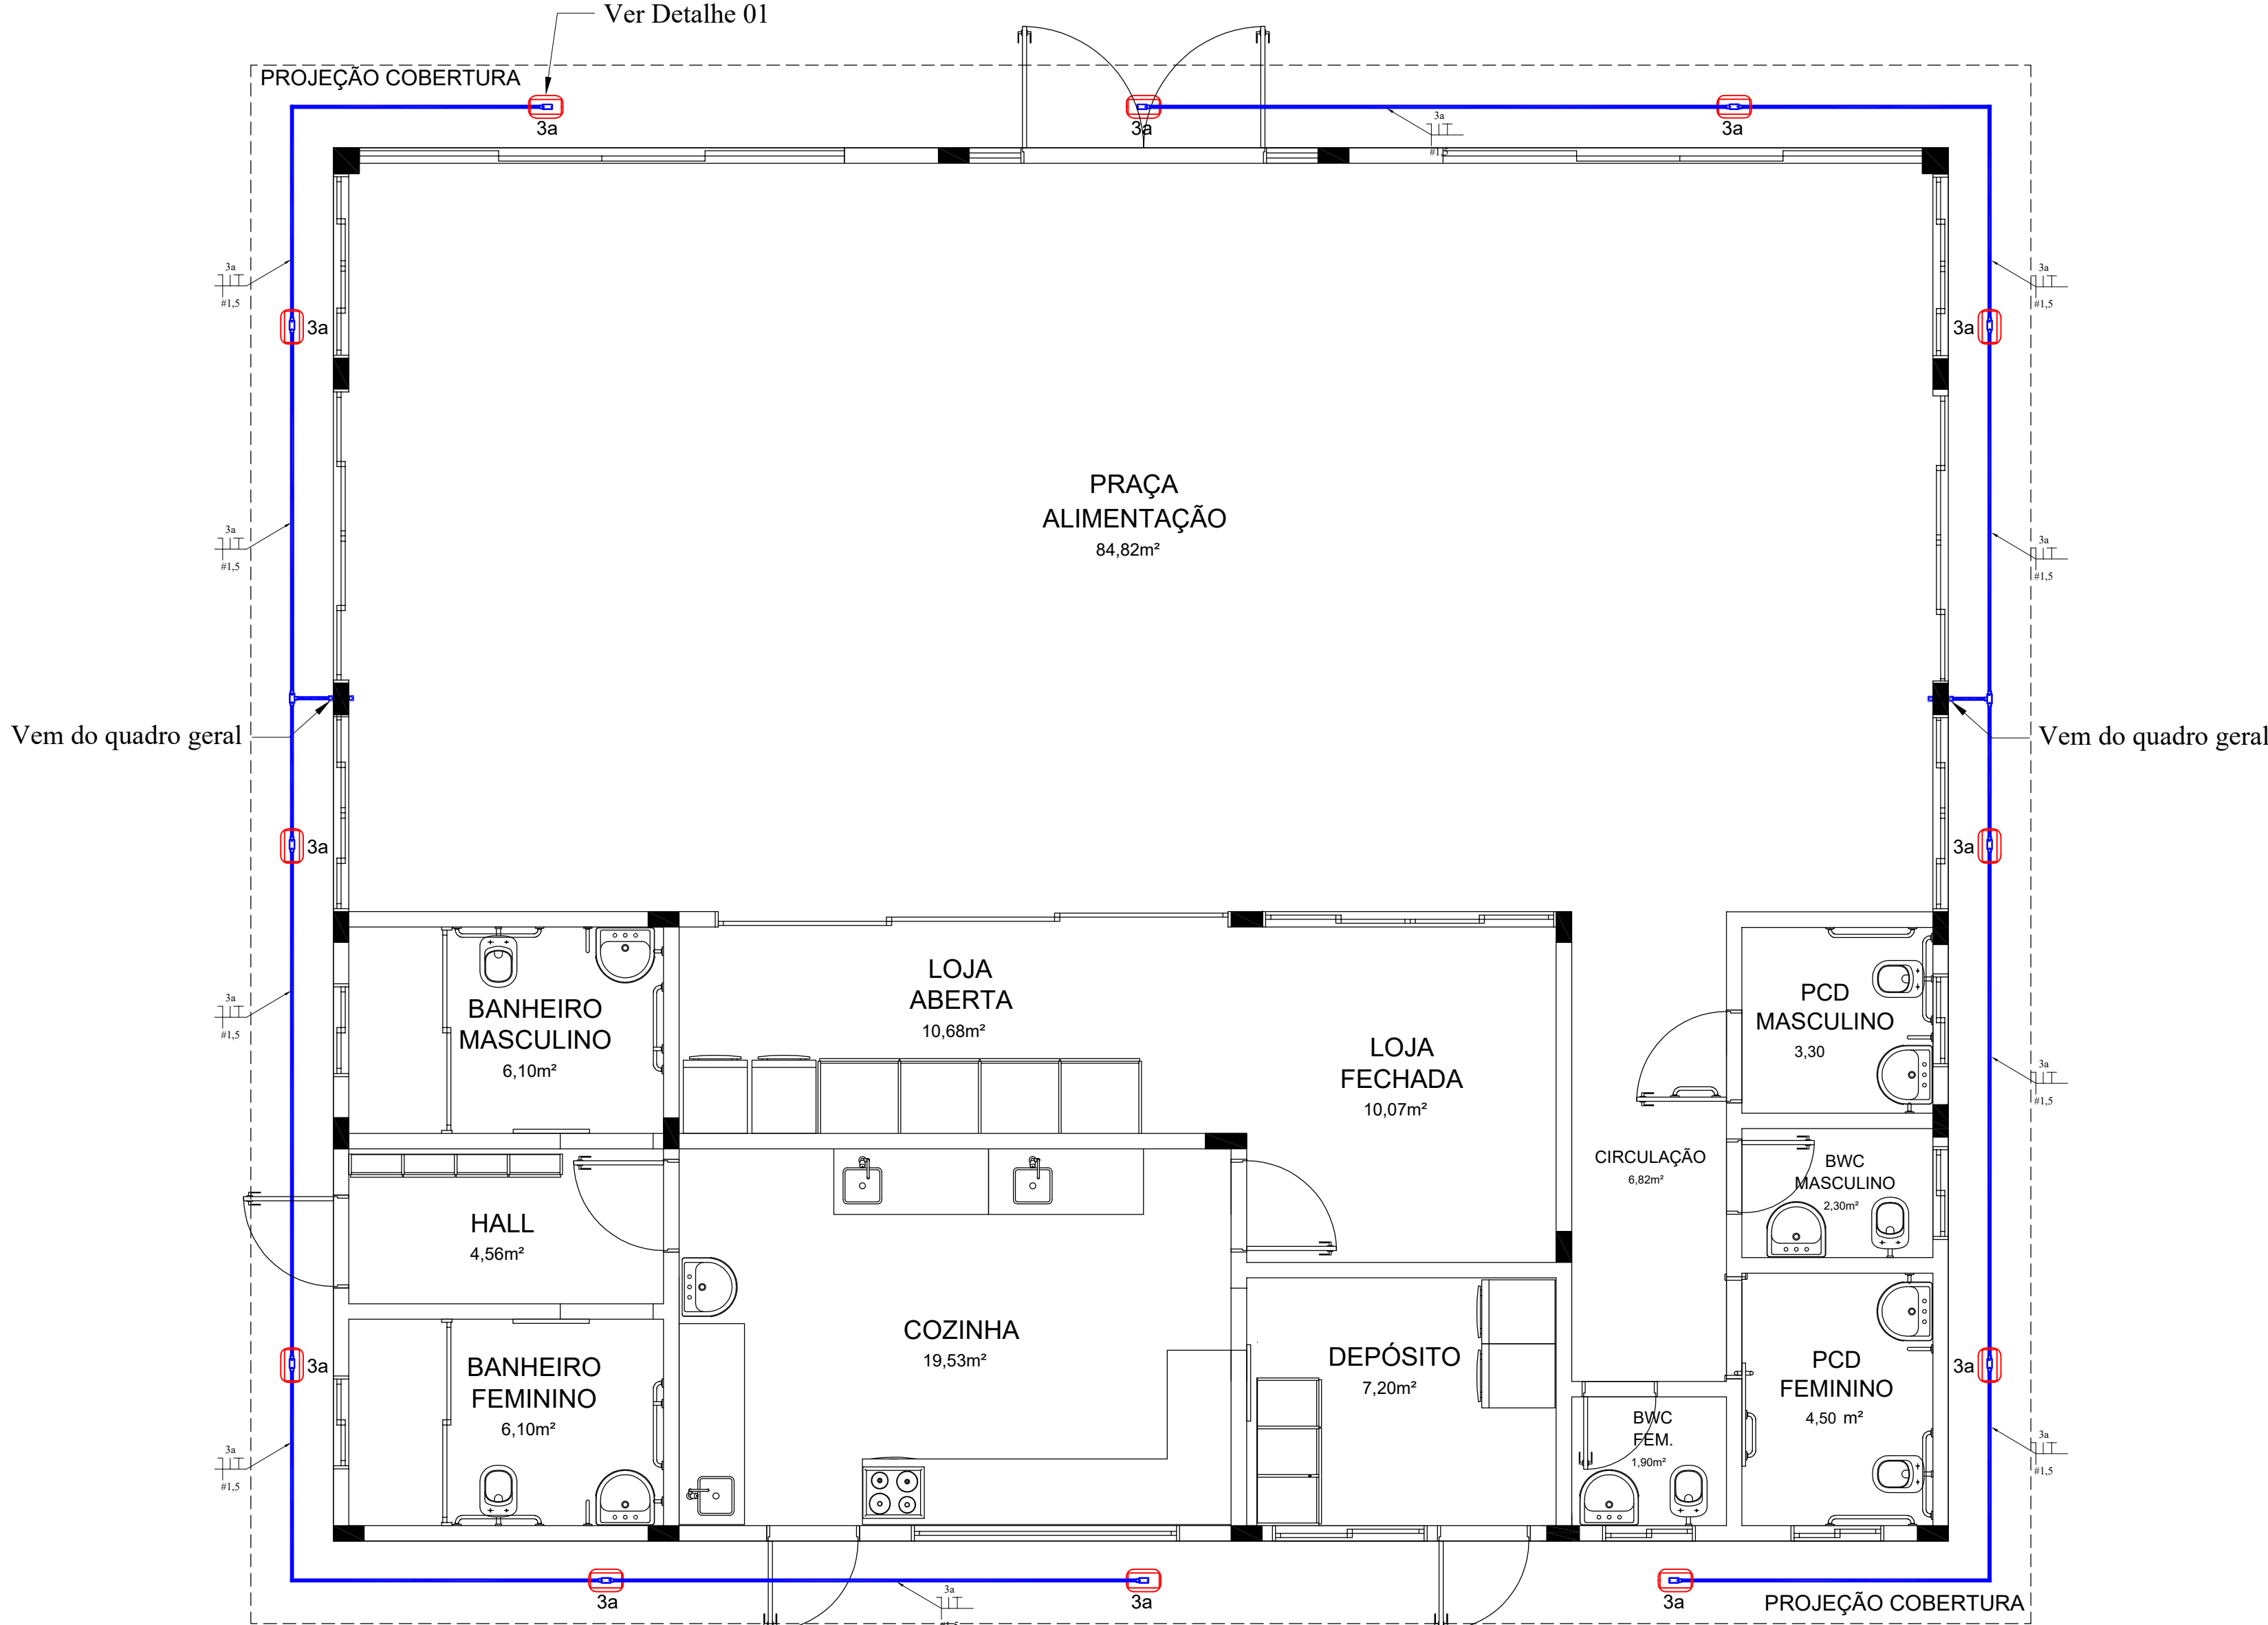 Ver Detalhe 01
PROJEÇÃO COBERTURA
3a
3a
3a
3a
#1,5
3a
#1,5
3a
#1,5
3a
3a
PRAÇA
ALIMENTAÇÃO
84,82m²
3a
#1,5
3a
#1,5
Vem do quadro geral
Vem do quadro geral
3a
3a
LOJA
ABERTA
10,68m²
BANHEIRO
MASCULINO
6,10m²
PCD
MASCULINO
3,30
3a
#1,5
LOJA
FECHADA
10,07m²
3a
#1,5
CIRCULAÇÃO
6,82m²
BWC
MASCULINO
2,30m²
HALL
4,56m²
COZINHA
19,53m²
DEPÓSITO
7,20m²
3a
BANHEIRO
FEMININO
6,10m²
PCD
FEMININO
4,50 m²
3a
BWC
FEM.
1,90m²
3a
#1,5
3a
#1,5
3a
3a
#1,5
3a
3a
PROJEÇÃO COBERTURA